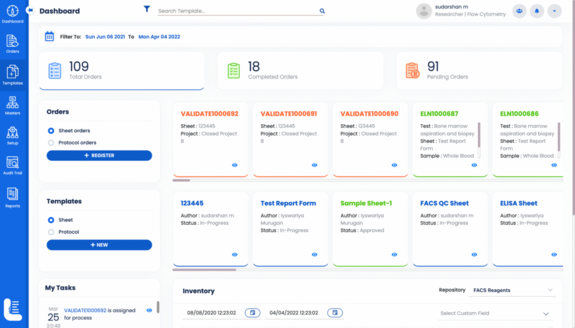 Dashboard
Search Template...
sudarshan m
Researcher | Flow Cytometry
Dashboard
Orders
Templates
Masters
Setup
Audit Trail
Reports
Filter To: Sun Jun 06 2021 To Mon Apr 04 2022
109
Total Orders
18
Completed Orders
91
Pending Orders
Orders
Sheet orders
Protocol orders
+ REGISTER
VALIDATE1000692
Sheet : 123445
Project : Closed Project
8
VALIDATE1000691
Sheet : 123445
Project : Closed Project
8
VALIDATE1000690
Sheet : 123445
Project : Closed Project
8
ELN1000687
Test : Bone marrow
aspiration and biopsy
Sheet : Test Report
Form
Sample : Whole Blood
ELN1000686
Test : Bone marrow
aspiration and biopsy
Sheet : Test Report
Form
Sample : Whole Blood
Templates
Sheet
Protocol
+ NEW
123445
Author : sudarshan m
Status : In-Progress
Test Report Form
Author : Iyswariya
Murugan
Status : In-Progress
Sample Sheet-1
Author : Iyswariya
Murugan
Status : Approved
FACS QC Sheet
Author : sudarshan m
Status : In-Progress
ELISA Sheet
Author : Iyswariya
Murugan
Status : In-Progress
My Tasks
Mar
25
VALIDATE1000692 is assigned
for process
Inventory
Repository
FACS Reagents
08/08/2020 12:23:02
04/04/2022 12:23:02
Select Custom Field